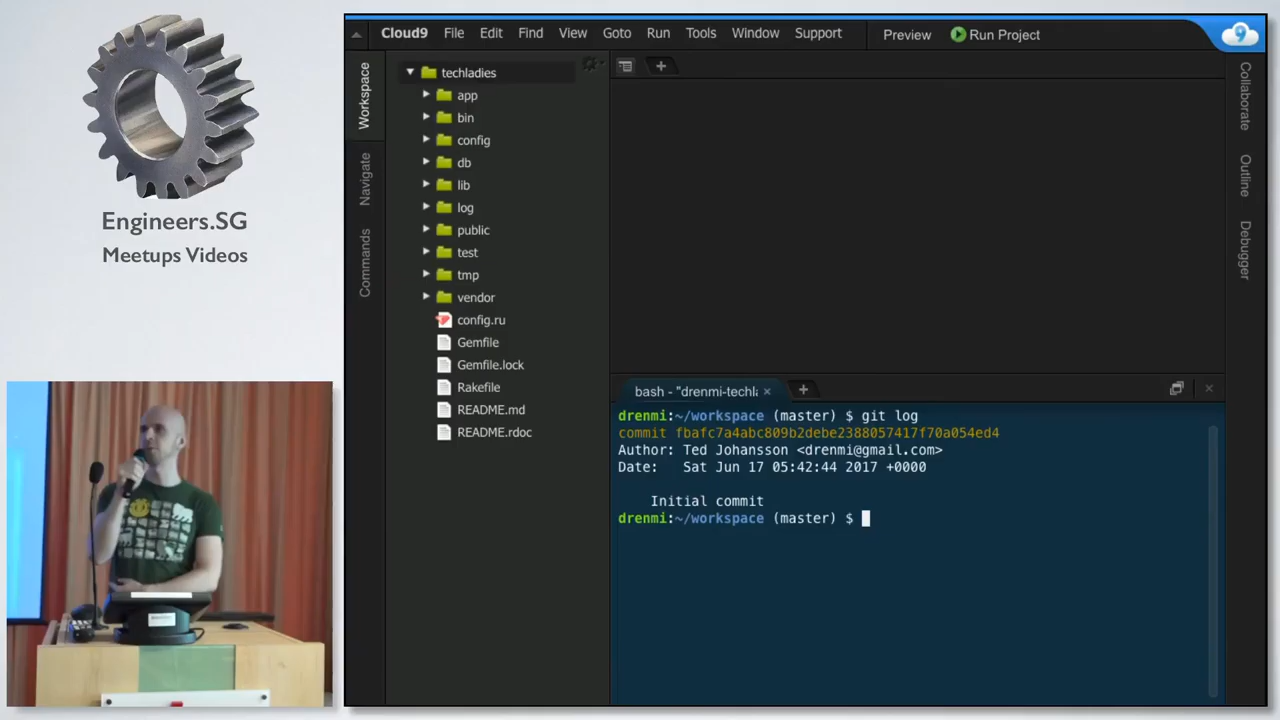 Engineers.SG
Meetups Videos
Cloud9 File Edit Find View Goto Run Tools Window Support Preview Run Project
Workspace
Navigate
Commands
techladies
app
bin
config
db
lib
log
public
test
tmp
vendor
config.ru
Gemfile
Gemfile.lock
Rakefile
README.md
README.rdoc
bash - "drenmi-techla
drenmi:~/workspace (master) $ git log
commit fbafc7a4abc809b2debe2388057417f70a054ed4
Author: Ted Johansson <drenmi@gmail.com>
Date: Sat Jun 17 05:42:44 2017 +0000
Initial commit
drenmi:~/workspace (master) $
Collaborate
Outline
Debugger
9